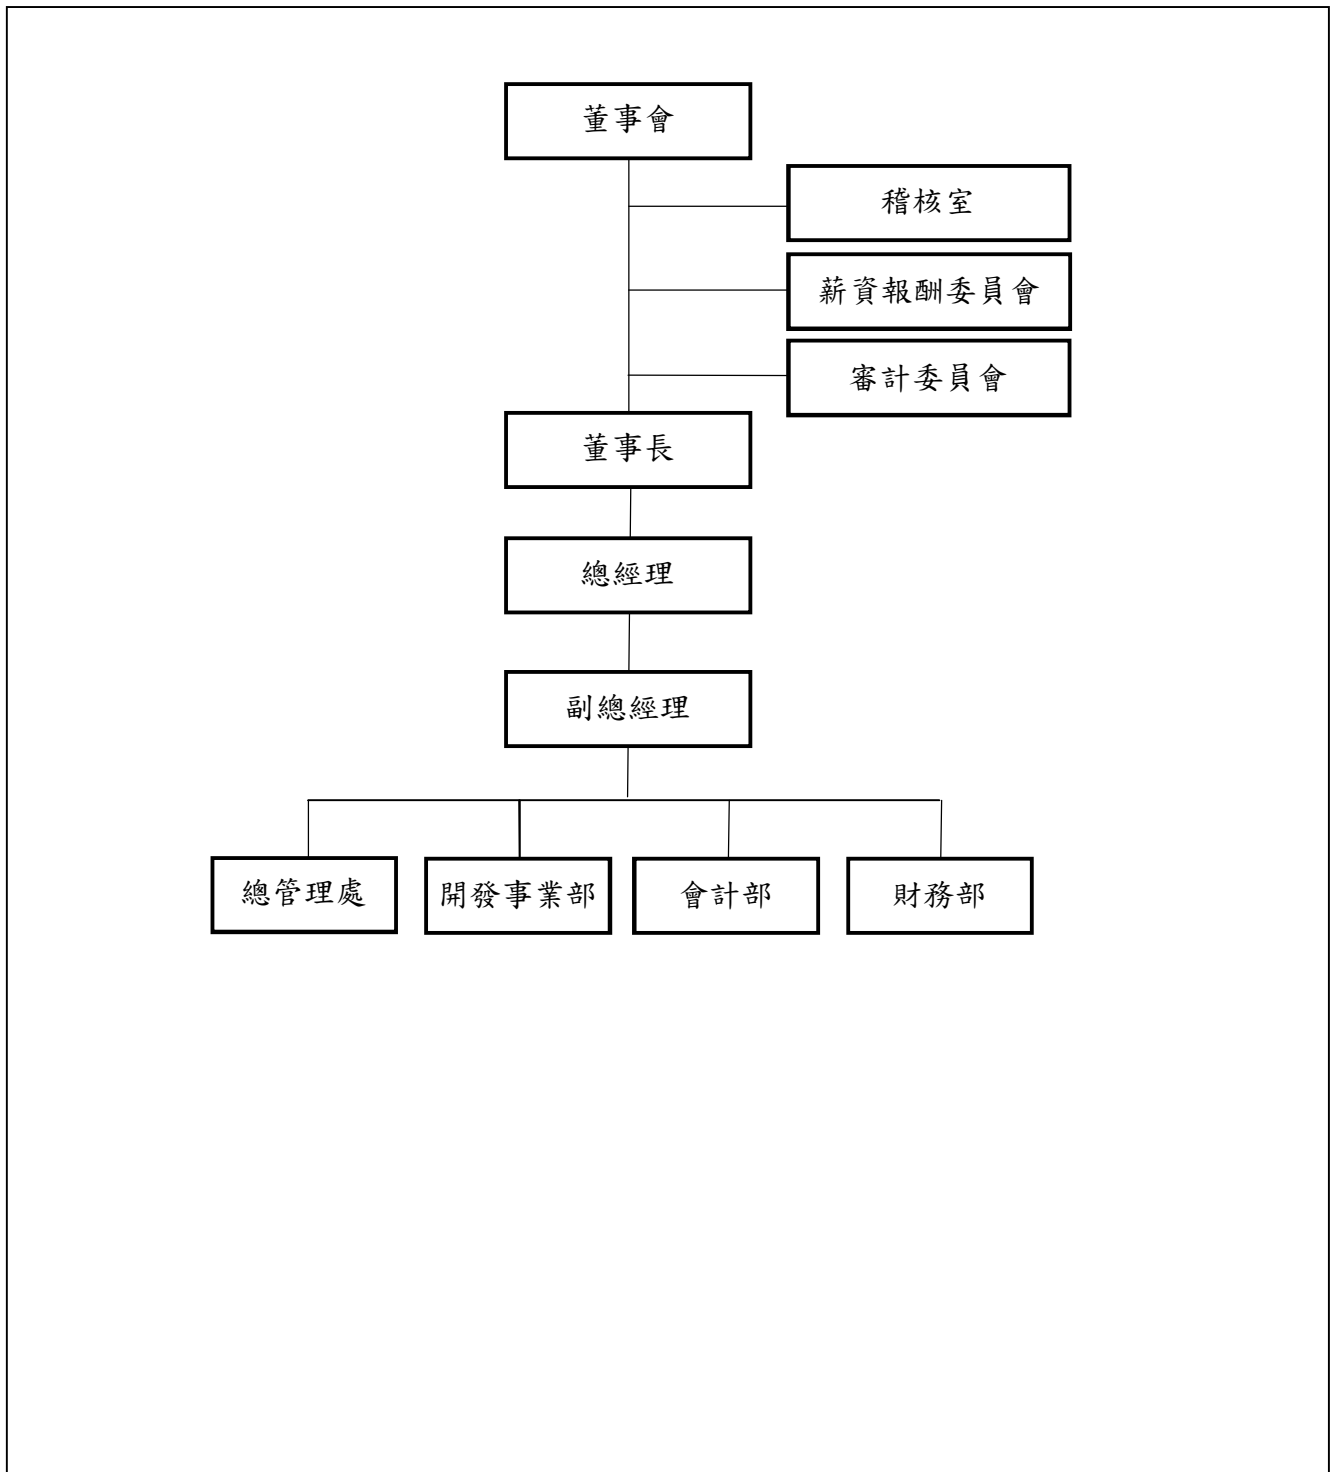 董事會
稽核室
薪資報酬委員會
審計委員會
董事長
總經理
副總經理
總管理處
開發事業部
會計部
財務部